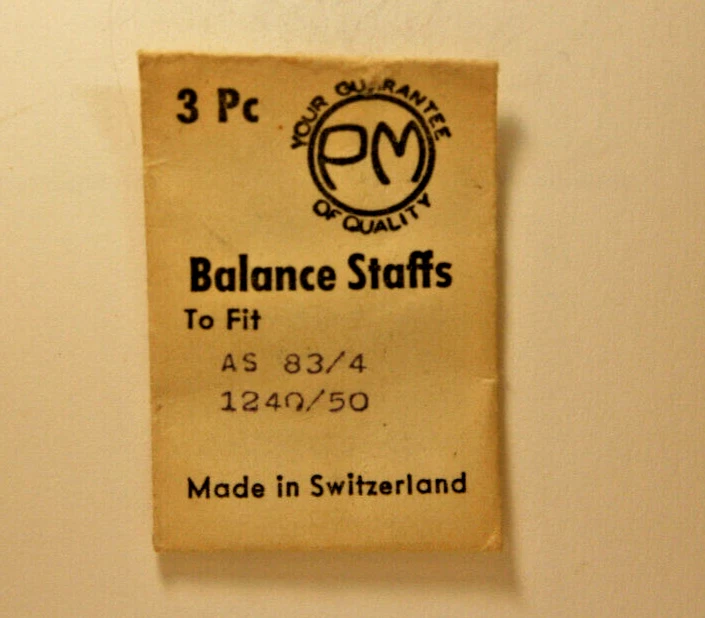 3 Pc
YOUR GUARANTEE
PM
OF QUALITY
Balance Staffs
To Fit
AS 83/4
1240/50
Made in Switzerland